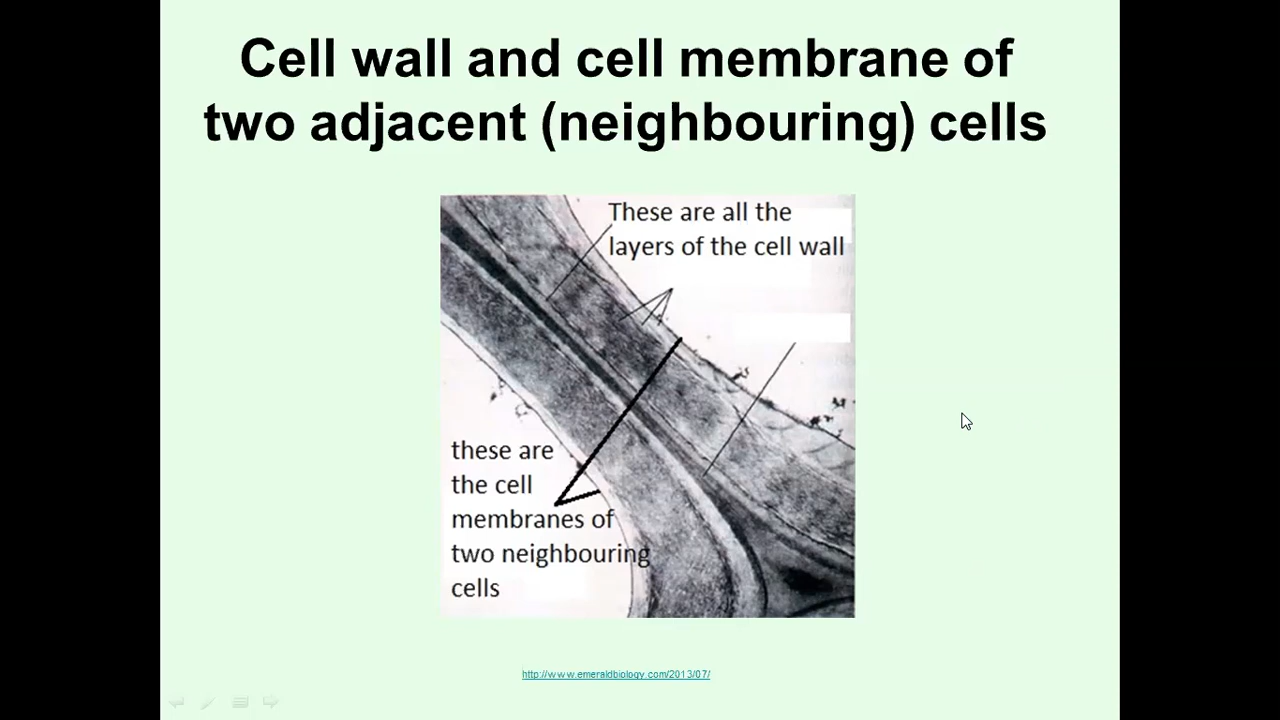 Cell wall and cell membrane of
two adjacent (neighbouring) cells
These are all the
layers of the cell wall
these are
the cell
membranes of
two neighbouring
cells
http://www.emeraldbiology.com/2013/07/